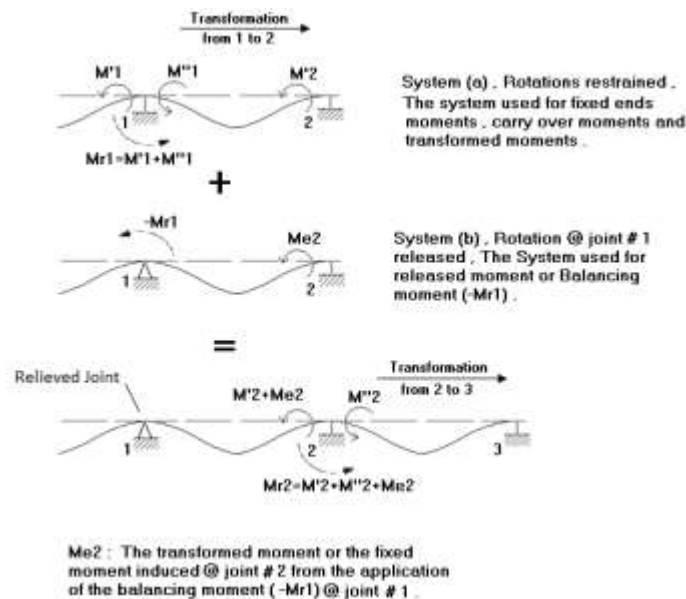 Transformation
from 1 to 2
M'1 M"1 M'2
1 2
Mr1=M'1+M"1
System (a) , Rotations restrained .
The system used for fixed ends
moments , carry over moments and
transformed moments .
+
-Mr1
Me2
1 2
System (b) , Rotation @ joint # 1
released , The System used for
released moment or Balancing
moment (-Mr1) .
=
Relieved Joint
Transformation
from 2 to 3
M'2+Me2 M"2
1 2 3
Mr2=M'2+M"2+Me2
Me2 : The transformed moment or the fixed
moment induced @ joint # 2 from the application
of the balancing moment ( -Mr1) @ joint # 1 .